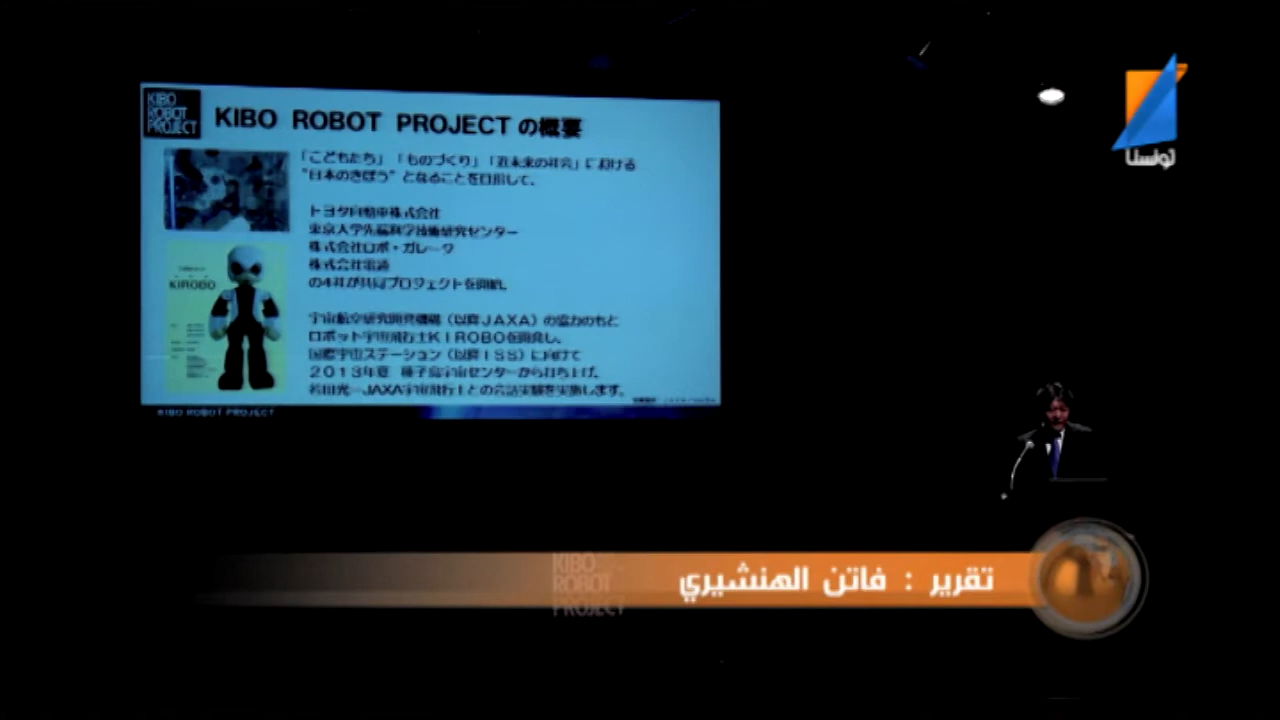 KIBO
ROBOT
PROJECT
KIBO ROBOT PROJECTの概要
「こどもたち」「ものづくり」「近未来の社会」における
“日本のきぼう”となることを目指して、
トヨタ自動車株式会社
東京大学先端科学技術研究センター
株式会社ロボ・ガレージ
株式会社電通
の4社が共同プロジェクトを開始。
宇宙航空研究開発機構（以降JAXA）の協力のもと
ロボット宇宙飛行士KIROBOを開発し、
国際宇宙ステーション（以降ISS）に向けて
2013年夏 種子島宇宙センターから打ち上げ、
若田光一JAXA宇宙飛行士との会話実験を実施します。
KIROBO
KIBO ROBOT PROJECT
تونسنا
تقرير : فاتن الهنشيري
KIBO
ROBOT
PROJECT